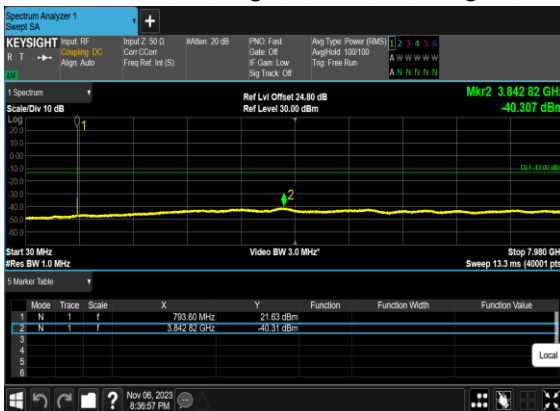 Spectrum Analyzer 1
Swept SA
+
KEYSIGHT
R T
LV
Input: RF
Coupling: DC
Align: Auto
Input Z: 50 Ω
Corr CCorr
Freq Ref: Int (S)
#Atten: 20 dB
PNO: Fast
Gate: Off
IF Gain: Low
Sig Track: Off
Avg Type: Power (RMS)
Avg|Hold: 100/100
Trig: Free Run
1 2 3 4 5 6
A W W W W W
A N N N N N
1 Spectrum
Scale/Div 10 dB
Ref Lvl Offset 24.80 dB
Ref Level 30.00 dBm
Mkr2 3.842 82 GHz
-40.307 dBm
Log
20.0
10.0
0.00
-10.0
-20.0
-30.0
-40.0
-50.0
-60.0
1
2
DL1 -13.00 dBm
Start 30 MHz
#Res BW 1.0 MHz
Video BW 3.0 MHz*
Stop 7.980 GHz
Sweep 13.3 ms (40001 pts)
5 Marker Table
Mode Trace Scale X Y Function Function Width Function Value
1 N 1 f 793.60 MHz 21.63 dBm
2 N 1 f 3.842 82 GHz -40.31 dBm
3
4
5
6
Local
?
Nov 06, 2023
8:36:57 PM